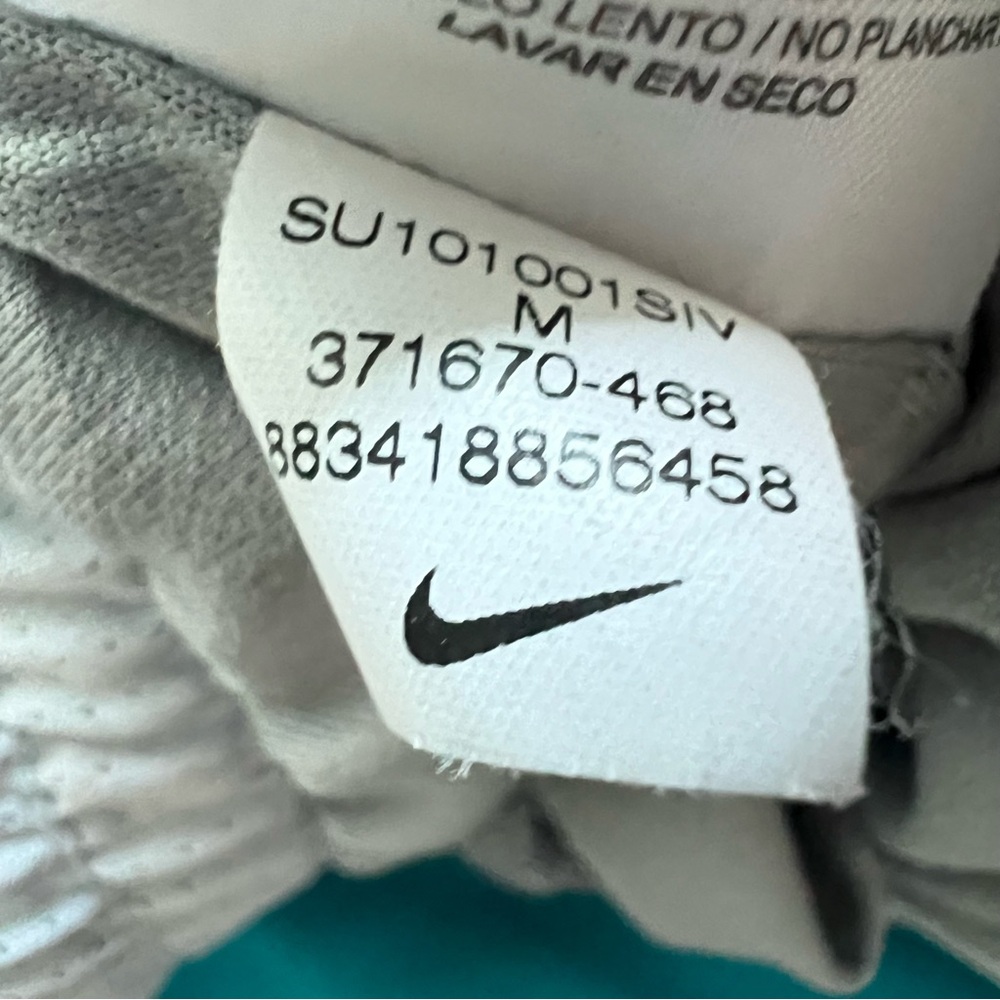 LENTO / NO PLANCHAR
LAVAR EN SECO
SU101001SIV
M
371670-468
883418856458